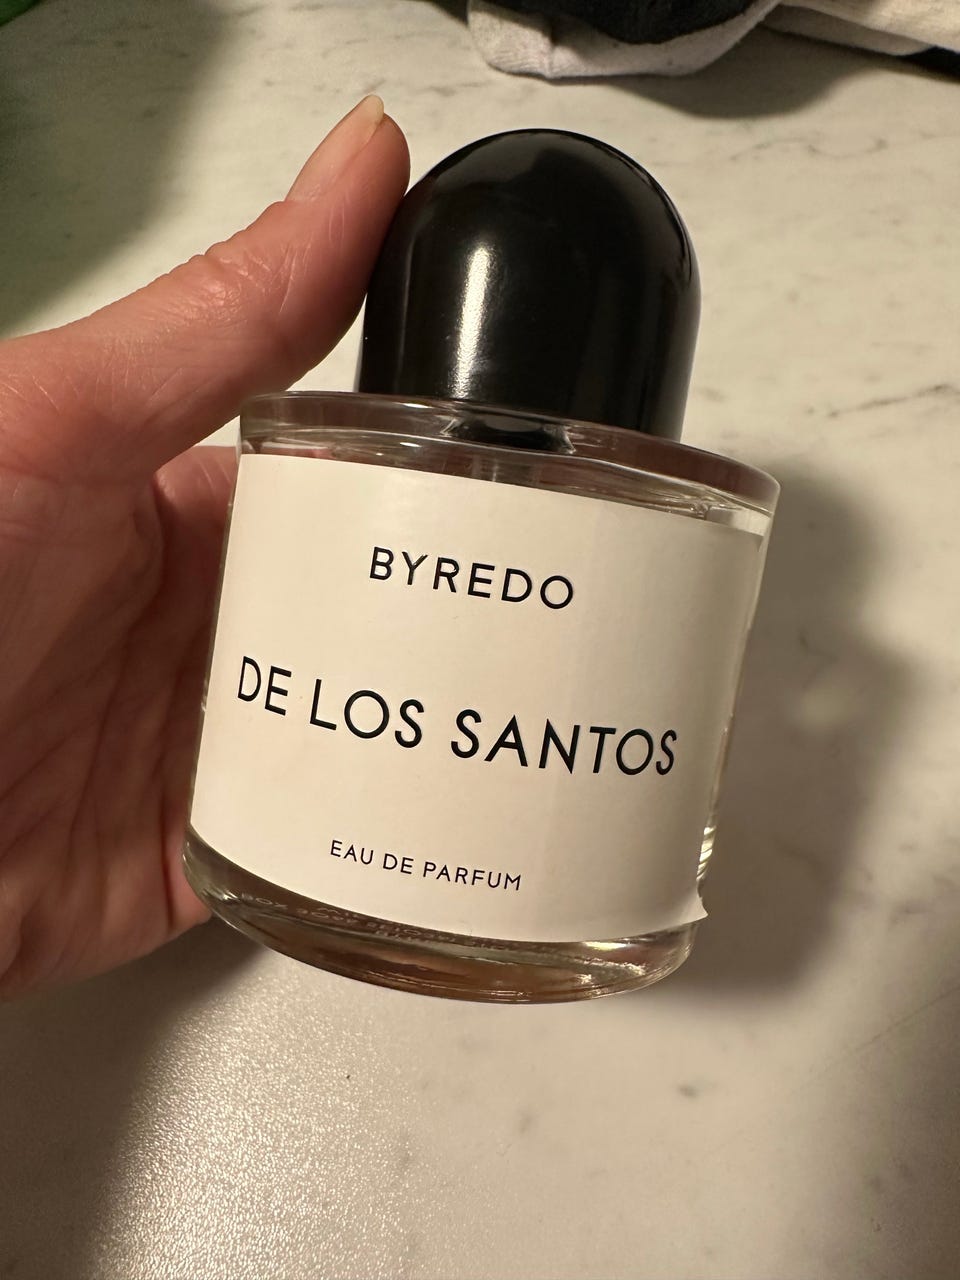 BYREDO
DE LOS SANTOS
EAU DE PARFUM